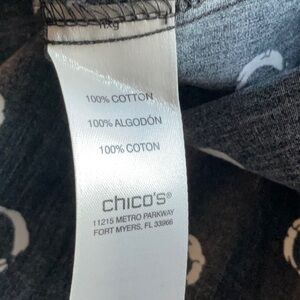 100% COTTON
100% ALGODÓN
100% COTON
chico's®
11215 METRO PARKWAY
FORT MYERS, FL 33966